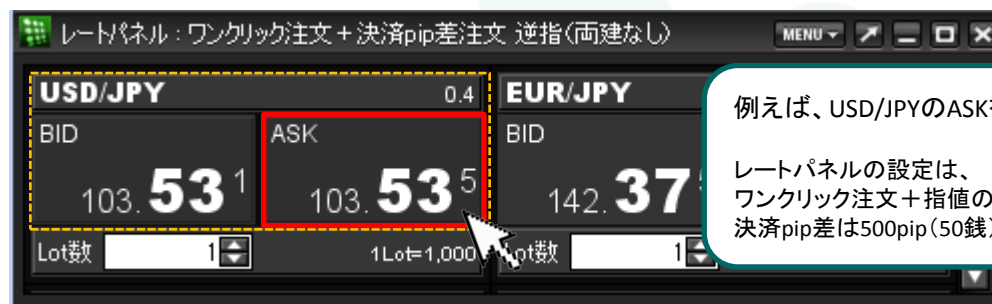 レートパネル：ワンクリック注文＋決済pip差注文 逆指（両建なし）
MENU
USD/JPY 0.4
EUR/JPY
BID
103.531
ASK
103.535
BID
142.37
Lot数 1
1Lot=1,000
Lot数 1
例えば、USD/JPYのASK
レートパネルの設定は、
ワンクリック注文＋指値の
決済pip差は500pip（50銭）